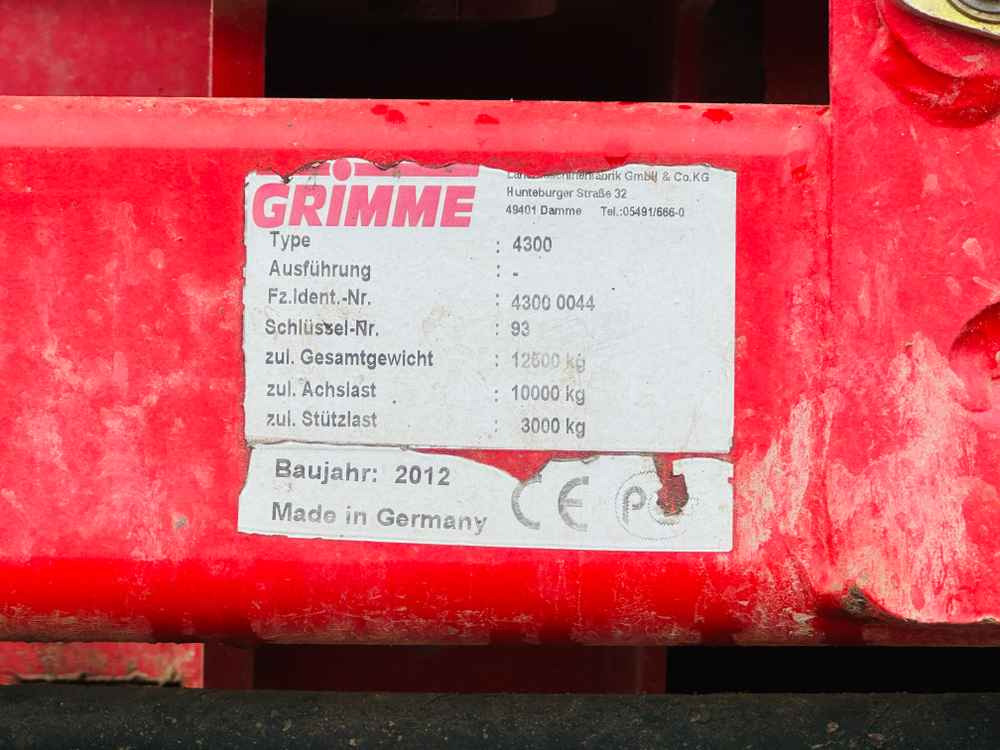 GRIMME
Landmaschinenfabrik GmbH & Co.KG
Hunteburger Straße 32
49401 Damme Tel.:05491/666-0
Type : 4300
Ausführung : -
Fz.Ident.-Nr. : 4300 0044
Schlüssel-Nr. : 93
zul. Gesamtgewicht : 12500 kg
zul. Achslast : 10000 kg
zul. Stützlast : 3000 kg
Baujahr: 2012
Made in Germany
CE